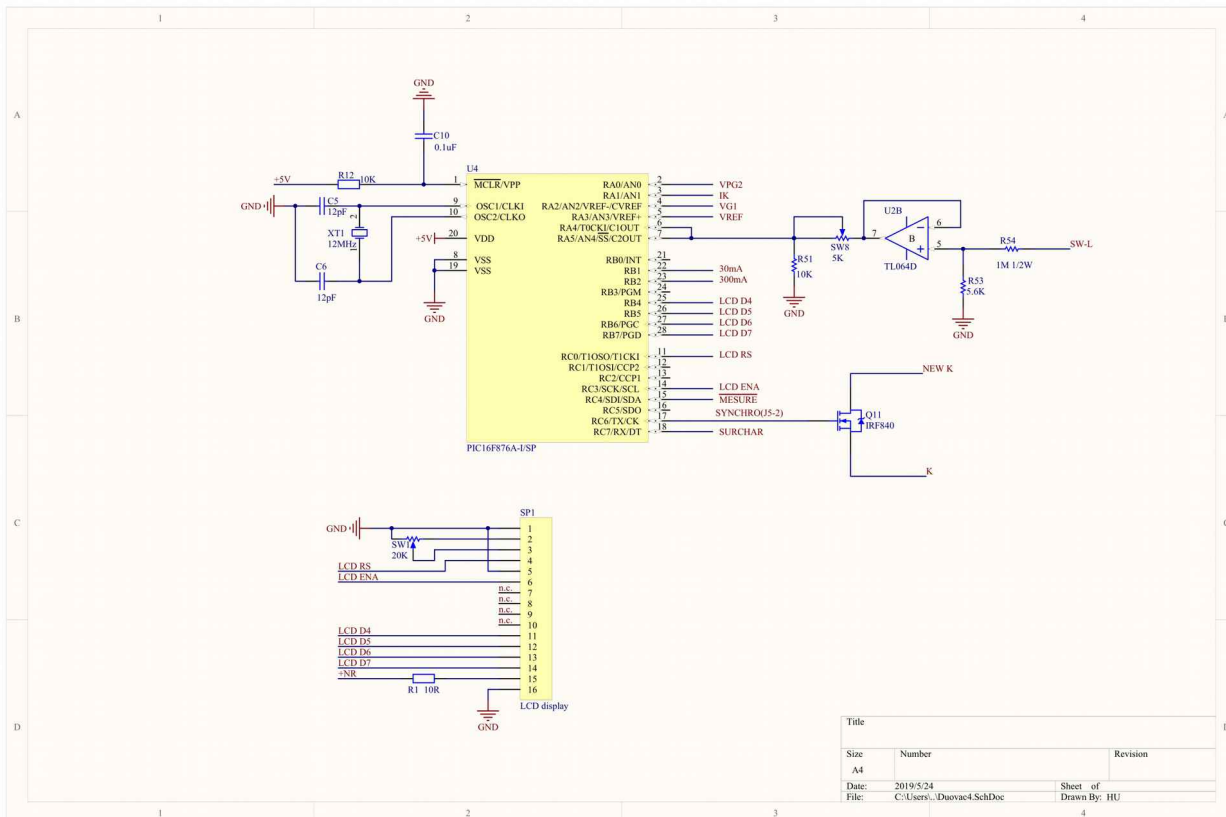 1 2 3 4
A
B
C
D
GND
C10
0.1uF
+5V
R12
10K
GND
C5
12pF
XT1
12MHz
2
1
C6
12pF
+5V
GND
U4
1 MCLR/VPP
9 OSC1/CLKI
10 OSC2/CLKO
20 VDD
8 VSS
19 VSS
RA0/AN0 2 VPG2
RA1/AN1 3 IK
RA2/AN2/VREF-/CVREF 4 VG1
RA3/AN3/VREF+ 5 VREF
RA4/T0CKI/C1OUT 6
RA5/AN4/SS/C2OUT 7
RB0/INT 21
RB1 22 30mA
RB2 23 300mA
RB3/PGM 24
RB4 25 LCD D4
RB5 26 LCD D5
RB6/PGC 27 LCD D6
RB7/PGD 28 LCD D7
RC0/T1OSO/T1CKI 11 LCD RS
RC1/T1OSI/CCP2 12
RC2/CCP1 13
RC3/SCK/SCL 14 LCD ENA
RC4/SDI/SDA 15 MESURE
RC5/SDO 16
RC6/TX/CK 17 SYNCHRO(J5-2)
RC7/RX/DT 18 SURCHAR
PIC16F876A-I/SP
R51
10K
GND
SW8
5K
U2B
7
B
6
5
TL064D
R54
1M 1/2W
SW-L
R53
5.6K
GND
NEW K
Q11
IRF840
K
SP1
GND
SW1
20K
LCD RS
LCD ENA
n.c.
n.c.
n.c.
n.c.
LCD D4
LCD D5
LCD D6
LCD D7
+NR
R1 10R
GND
1
2
3
4
5
6
7
8
9
10
11
12
13
14
15
16
LCD display
Title
Size Number Revision
A4
Date: 2019/5/24 Sheet of
File: C:\Users\..\Duovac4.SchDoc Drawn By: HU
1 2 3 4